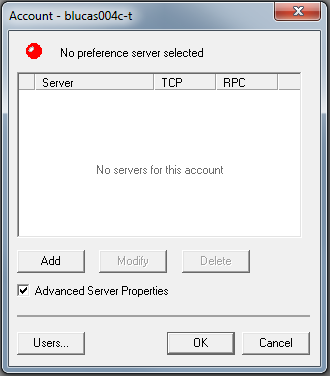 Account - blucas004c-t
No preference server selected
Server TCP RPC
No servers for this account
Add Modify Delete
Advanced Server Properties
Users... OK Cancel